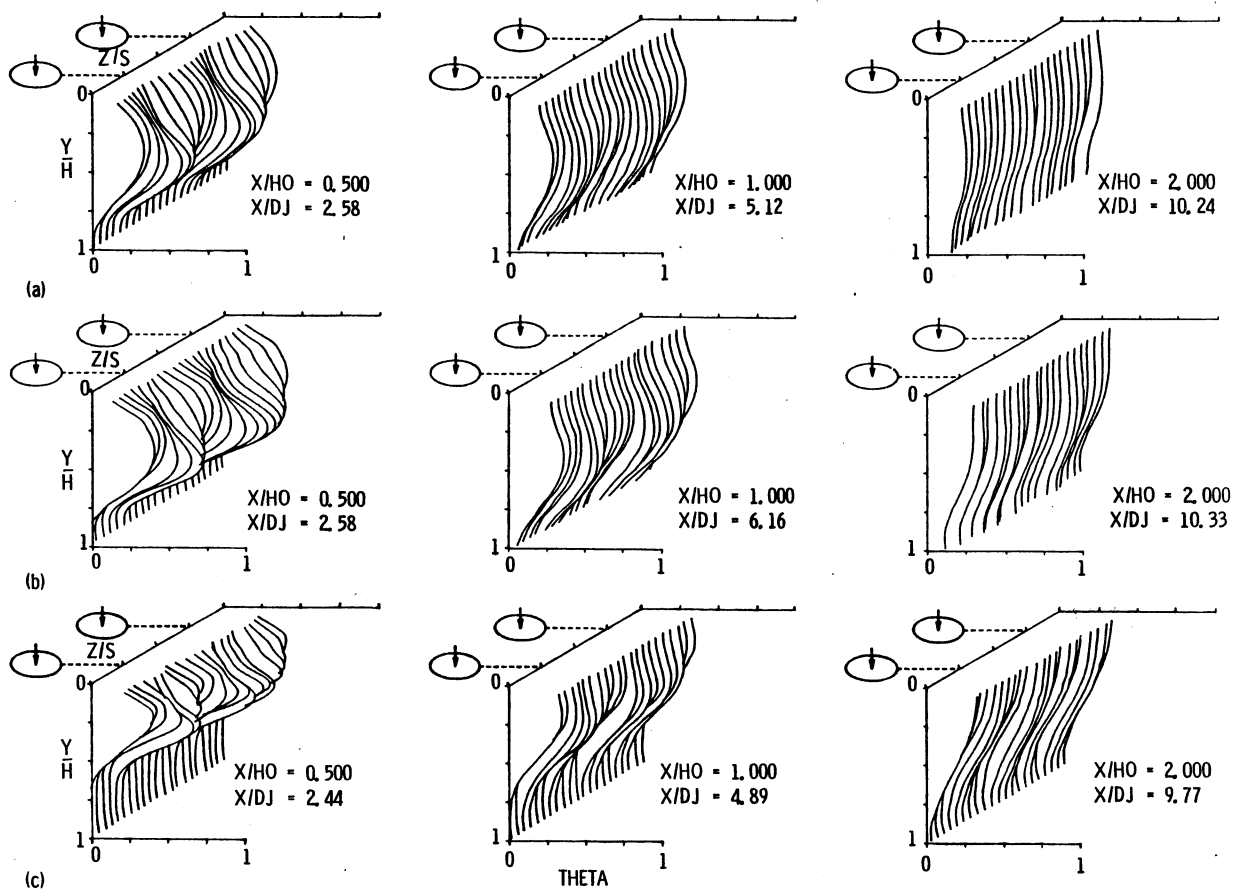 Z/S
0
Y
H
X/HO = 0.500
X/DJ = 2.58
1
0
1
0
X/HO = 1.000
X/DJ = 5.12
1
0
1
0
X/HO = 2.000
X/DJ = 10.24
1
0
1
(a)
Z/S
0
Y
H
X/HO = 0.500
X/DJ = 2.58
1
0
1
0
X/HO = 1.000
X/DJ = 6.16
1
0
1
0
X/HO = 2.000
X/DJ = 10.33
1
0
1
(b)
Z/S
0
Y
H
X/HO = 0.500
X/DJ = 2.44
1
0
1
0
X/HO = 1.000
X/DJ = 4.89
1
0
1
THETA
0
X/HO = 2.000
X/DJ = 9.77
1
0
1
(c)